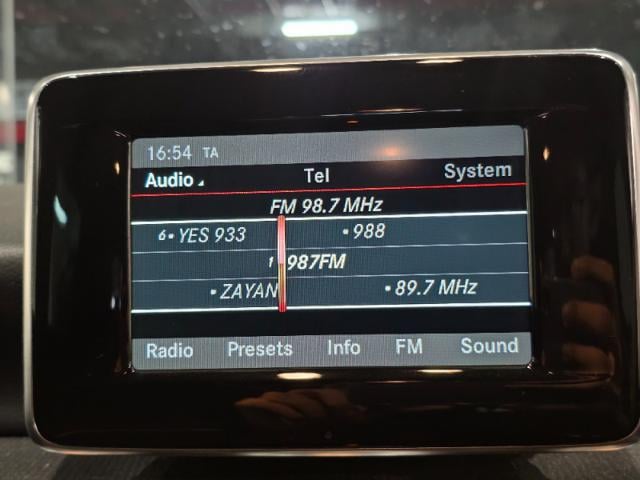 16:54 TA
Audio Tel System
FM 98.7 MHz
6• YES 933 •988
1 987FM
•ZAYAN •89.7 MHz
Radio Presets Info FM Sound